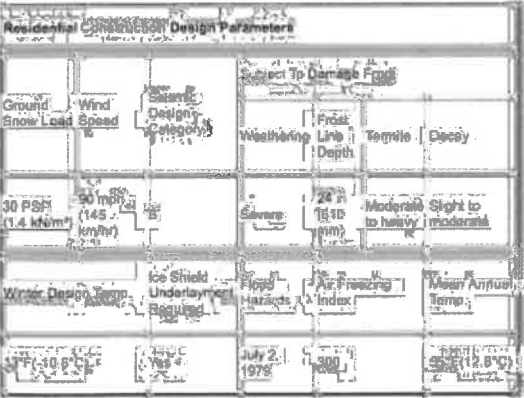 Residential Construction Design Parameters
Subject To Damage From
Ground
Snow Load
Wind
Speed
Seismic
Design
Category
Weathering
Frost
Line
Depth
Termite
Decay
30 PSF
(1.4 kN/m²)
90 mph
(145
km/hr)
B
Severe
24 in
(610
mm)
Moderate
to heavy
Slight to
moderate
Winter Design Temp.
Ice Shield
Underlayment
Required
Flood
Hazards
Air Freezing
Index
Mean Annual
Temp.
Yes
July 2,
1979
300